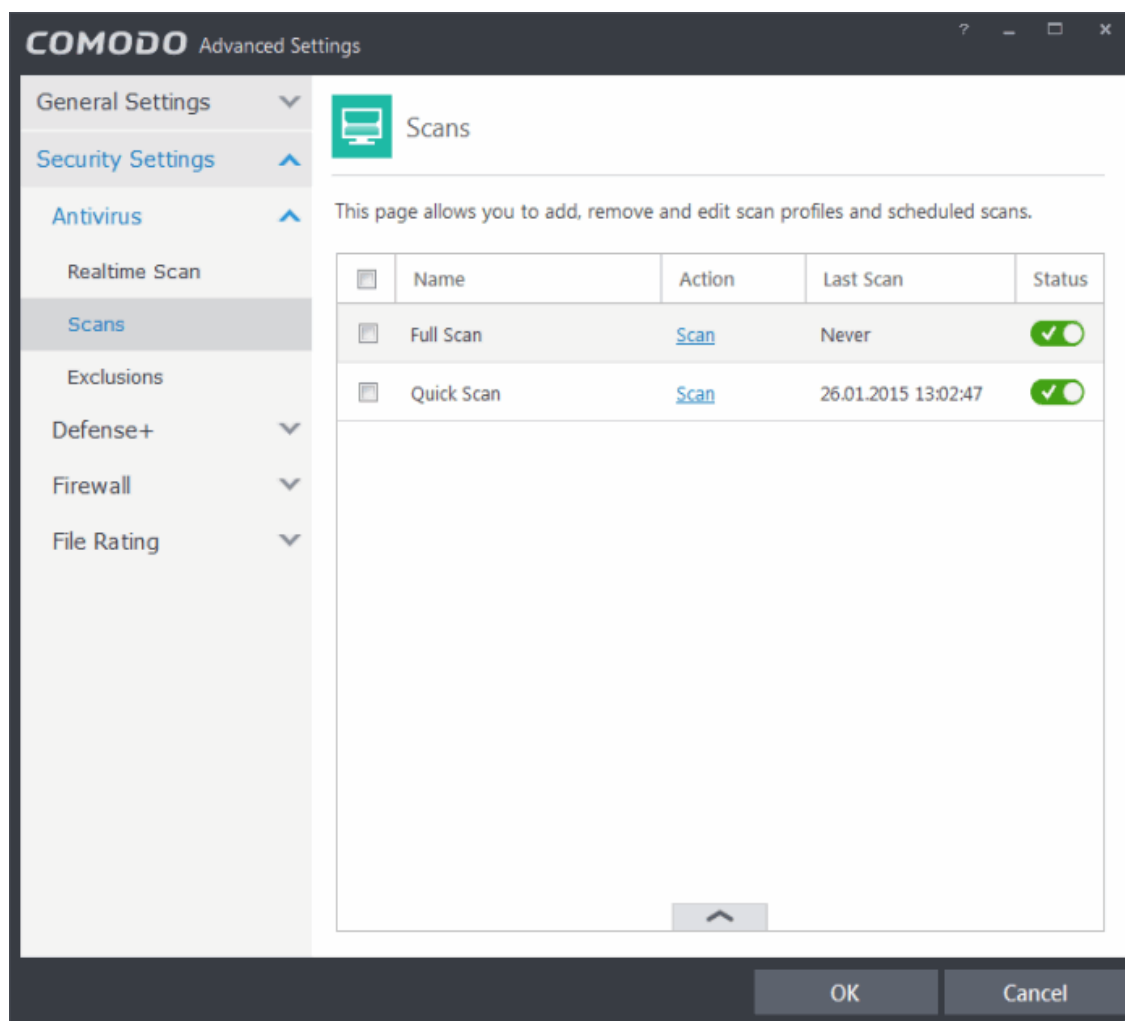 COMODO Advanced Settings
?
General Settings
Security Settings
Antivirus
Realtime Scan
Scans
Exclusions
Defense+
Firewall
File Rating
Scans
This page allows you to add, remove and edit scan profiles and scheduled scans.
Name Action Last Scan Status
Full Scan Scan Never
Quick Scan Scan 26.01.2015 13:02:47
OK Cancel